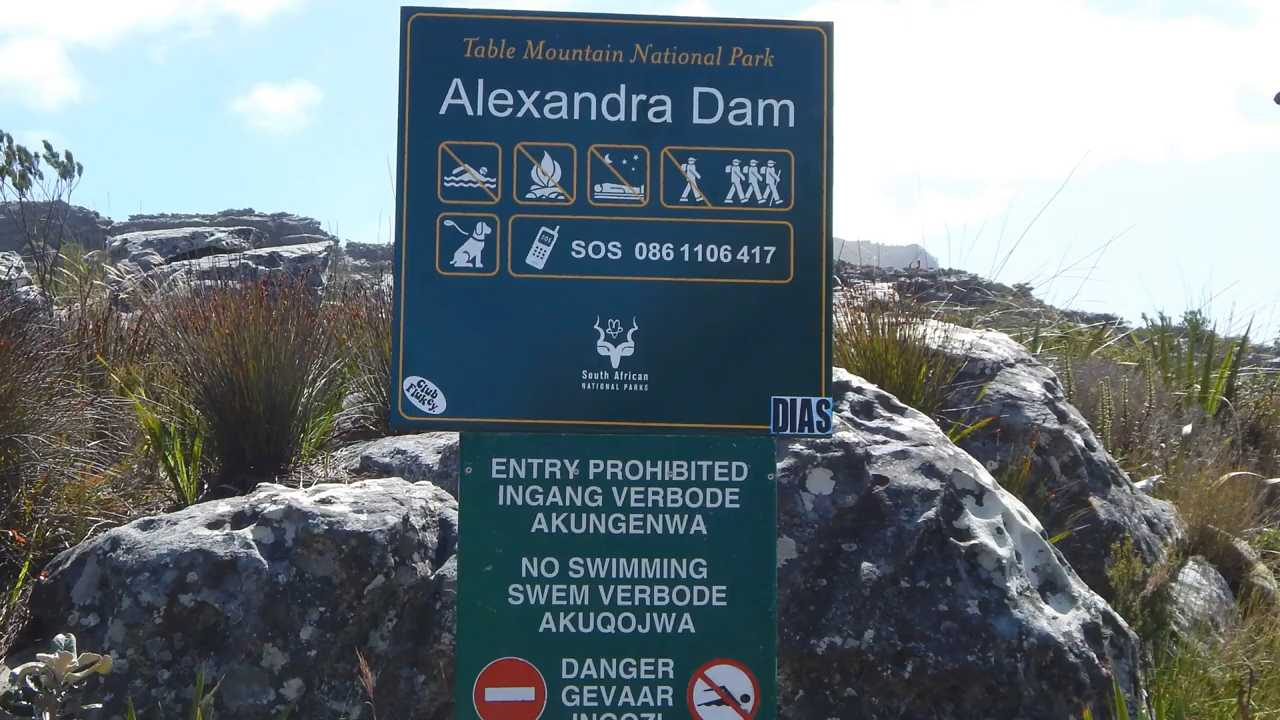 Table Mountain National Park
Alexandra Dam
SOS 086 1106 417
South African
NATIONAL PARKS
Club
Flukey
DIAS
ENTRY PROHIBITED
INGANG VERBODE
AKUNGENWA
NO SWIMMING
SWEM VERBODE
AKUQOJWA
DANGER
GEVAAR
INGOZI